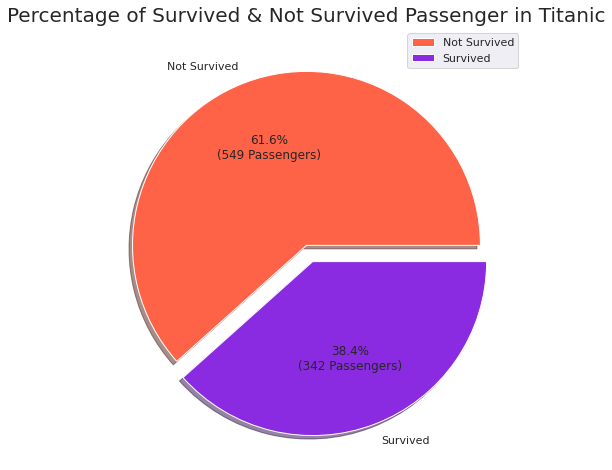 Percentage of Survived & Not Survived Passenger in Titanic
Not Survived
Survived
Not Survived
61.6%
(549 Passengers)
38.4%
(342 Passengers)
Survived